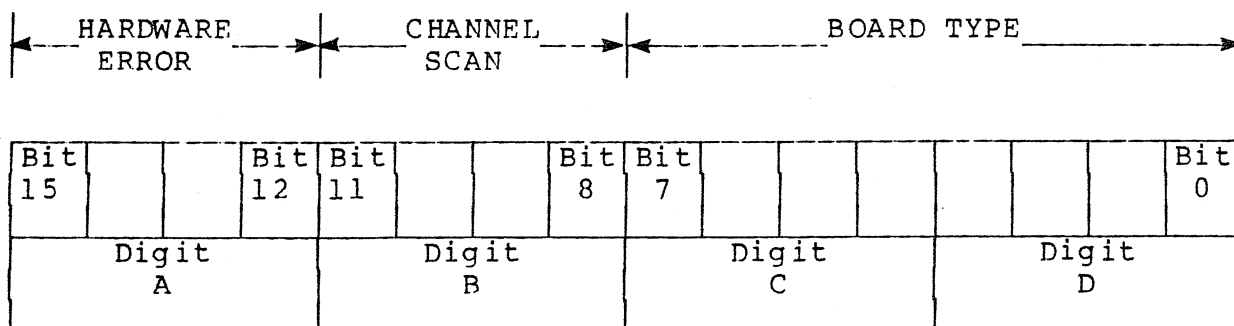 HARDWARE CHANNEL BOARD TYPE
ERROR SCAN
Bit Bit Bit Bit Bit Bit
15 12 11 8 7 0
Digit Digit Digit Digit
A B C D